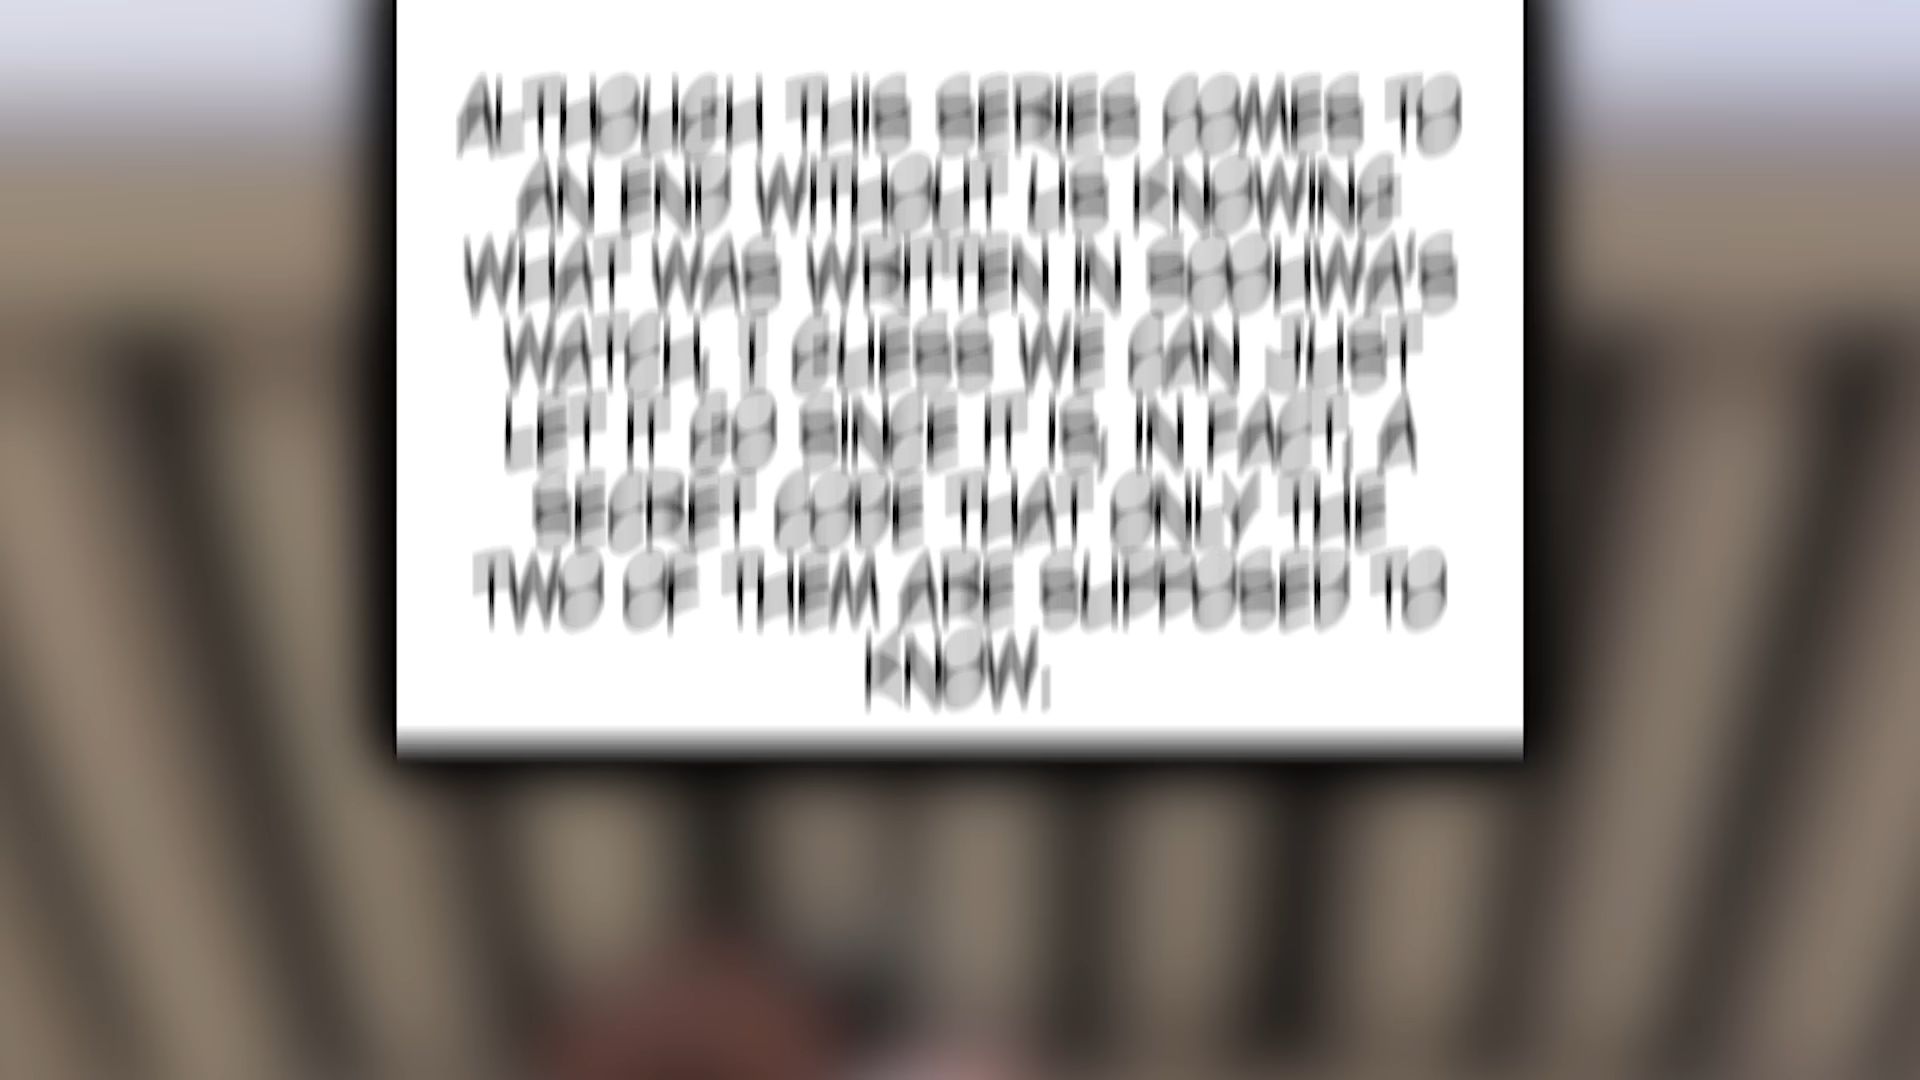 ALTHOUGH THIS SERIES COMES TO
AN END WITHOUT US KNOWING
WHAT WAS WRITTEN IN SOOHWA'S
WATCH, I GUESS WE CAN JUST
LET IT GO SINCE IT IS, IN FACT, A
SECRET CODE THAT ONLY THE
TWO OF THEM ARE SUPPOSED TO
KNOW.